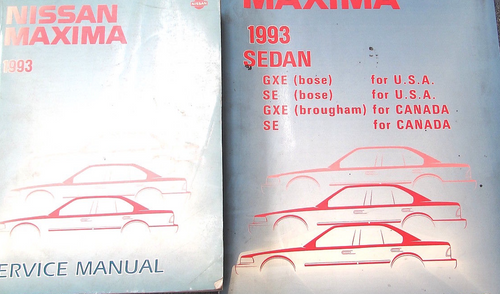 NISSAN
MAXIMA
1993
ERVICE MANUAL
MAXIMA
1993
SEDAN
GXE (bose) for U.S.A.
SE (bose) for U.S.A.
GXE (brougham) for CANADA
SE for CANADA